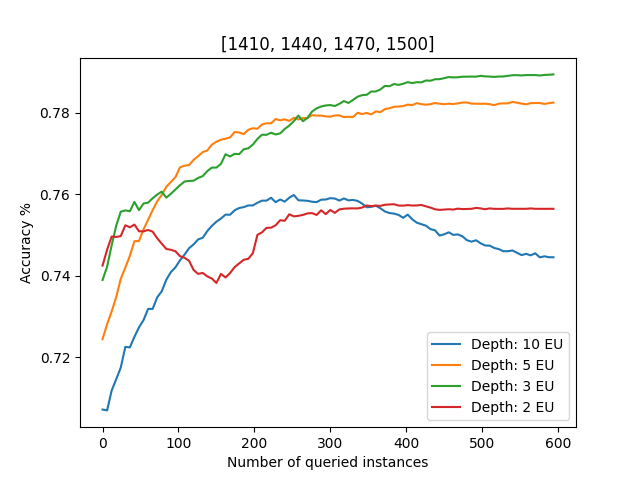 [1410, 1440, 1470, 1500]
Accuracy %
0.78
0.76
0.74
0.72
0
100
200
300
400
500
600
Number of queried instances
Depth: 10 EU
Depth: 5 EU
Depth: 3 EU
Depth: 2 EU